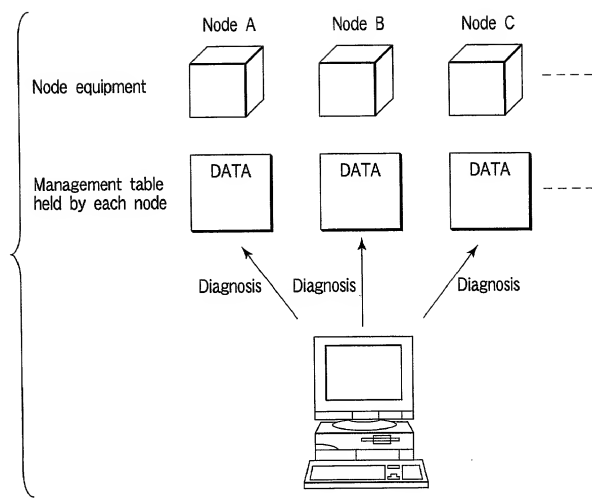 Node A
Node B
Node C
Node equipment
Management table
held by each node
DATA
DATA
DATA
Diagnosis
Diagnosis
Diagnosis